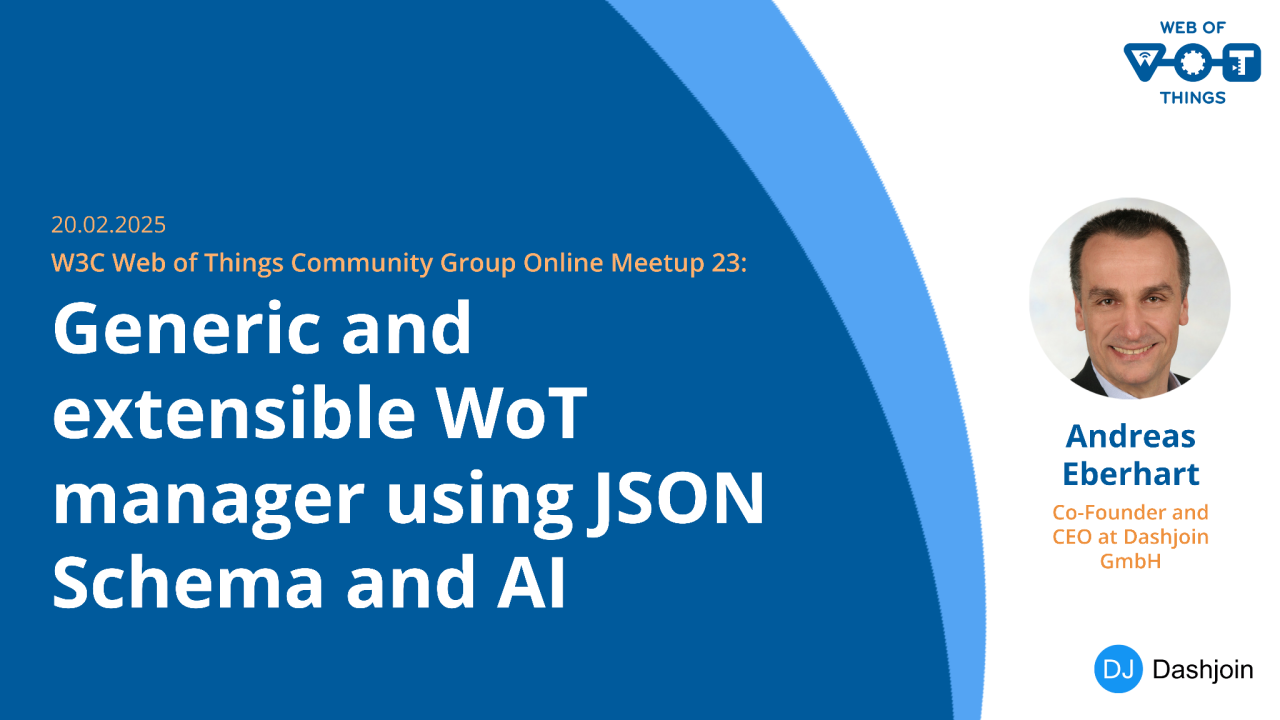 WEB OF
WOT
THINGS
20.02.2025
W3C Web of Things Community Group Online Meetup 23:
Generic and
extensible WoT
manager using JSON
Schema and AI
Andreas
Eberhart
Co-Founder and
CEO at Dashjoin
GmbH
DJ Dashjoin